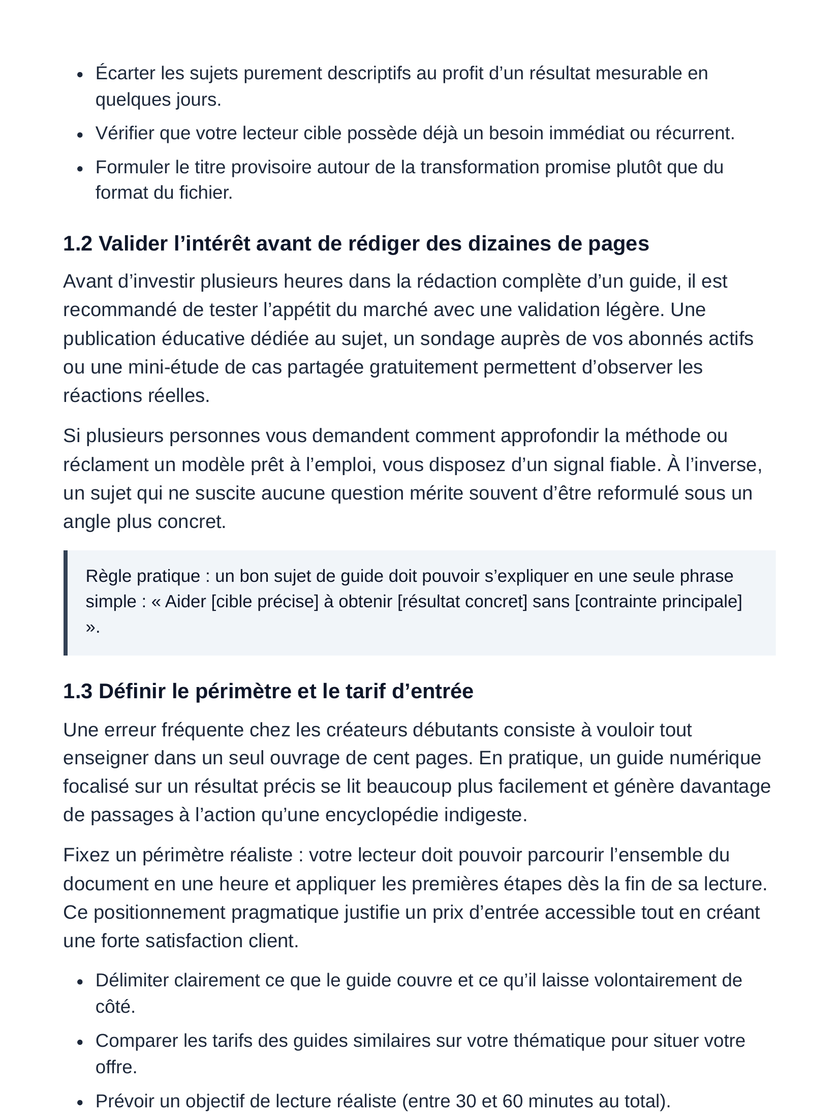 • Écarter les sujets purement descriptifs au profit d’un résultat mesurable en
quelques jours.
• Vérifier que votre lecteur cible possède déjà un besoin immédiat ou récurrent.
• Formuler le titre provisoire autour de la transformation promise plutôt que du
format du fichier.
1.2 Valider l’intérêt avant de rédiger des dizaines de pages
Avant d’investir plusieurs heures dans la rédaction complète d’un guide, il est
recommandé de tester l’appétit du marché avec une validation légère. Une
publication éducative dédiée au sujet, un sondage auprès de vos abonnés actifs
ou une mini-étude de cas partagée gratuitement permettent d’observer les
réactions réelles.
Si plusieurs personnes vous demandent comment approfondir la méthode ou
réclament un modèle prêt à l’emploi, vous disposez d’un signal fiable. À l’inverse,
un sujet qui ne suscite aucune question mérite souvent d’être reformulé sous un
angle plus concret.
Règle pratique : un bon sujet de guide doit pouvoir s’expliquer en une seule phrase
simple : « Aider [cible précise] à obtenir [résultat concret] sans [contrainte principale]
».
1.3 Définir le périmètre et le tarif d’entrée
Une erreur fréquente chez les créateurs débutants consiste à vouloir tout
enseigner dans un seul ouvrage de cent pages. En pratique, un guide numérique
focalisé sur un résultat précis se lit beaucoup plus facilement et génère davantage
de passages à l’action qu’une encyclopédie indigeste.
Fixez un périmètre réaliste : votre lecteur doit pouvoir parcourir l’ensemble du
document en une heure et appliquer les premières étapes dès la fin de sa lecture.
Ce positionnement pragmatique justifie un prix d’entrée accessible tout en créant
une forte satisfaction client.
• Délimiter clairement ce que le guide couvre et ce qu’il laisse volontairement de
côté.
• Comparer les tarifs des guides similaires sur votre thématique pour situer votre
offre.
• Prévoir un objectif de lecture réaliste (entre 30 et 60 minutes au total).